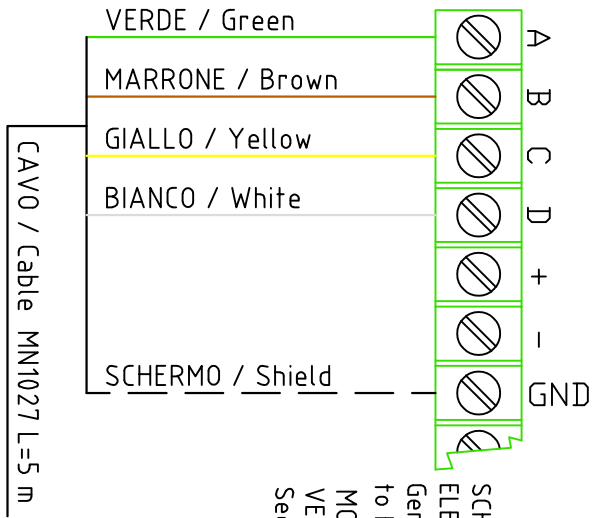 VERDE / Green
A
MARRONE / Brown
B
GIALLO / Yellow
C
BIANCO / White
D
+
-
SCHERMO / Shield
GND
CAVO / Cable MN1027 L=5 m